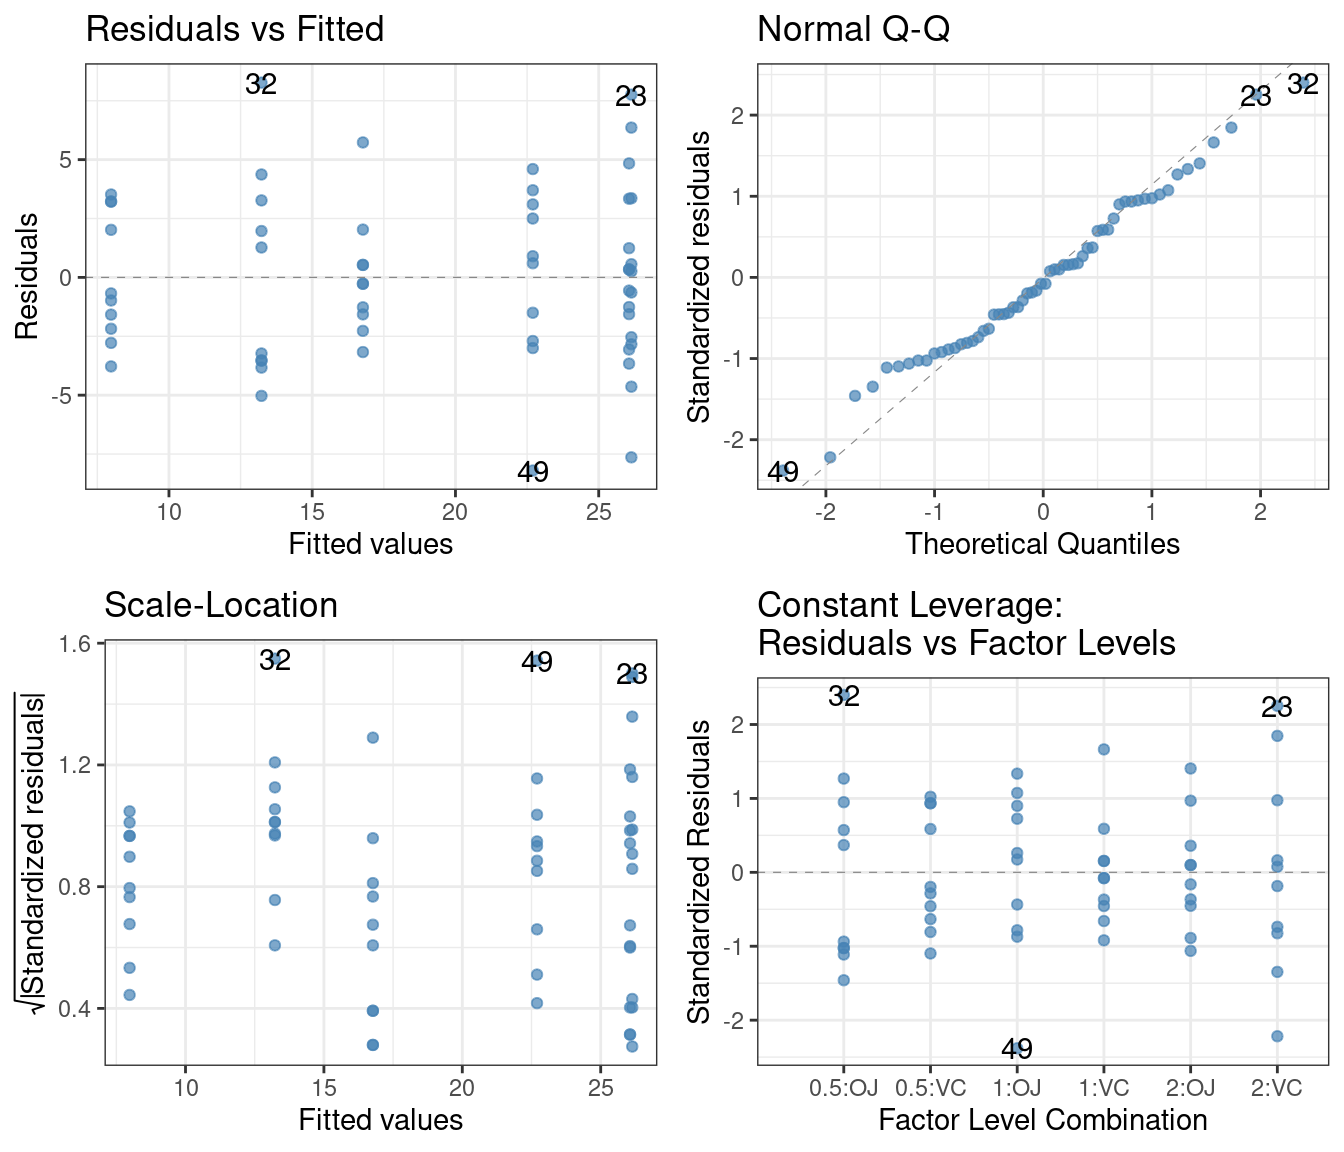 Residuals vs Fitted
32
23
49
5
0
-5
10
15
20
25
Residuals
Fitted values
Normal Q-Q
23
32
49
2
1
0
-1
-2
-2
-1
0
1
2
Standardized residuals
Theoretical Quantiles
Scale-Location
32
49
23
1.6
1.2
0.8
0.4
10
15
20
25
√|Standardized residuals|
Fitted values
Constant Leverage:
Residuals vs Factor Levels
32
23
49
2
1
0
-1
-2
0.5:OJ
0.5:VC
1:OJ
1:VC
2:OJ
2:VC
Standardized Residuals
Factor Level Combination